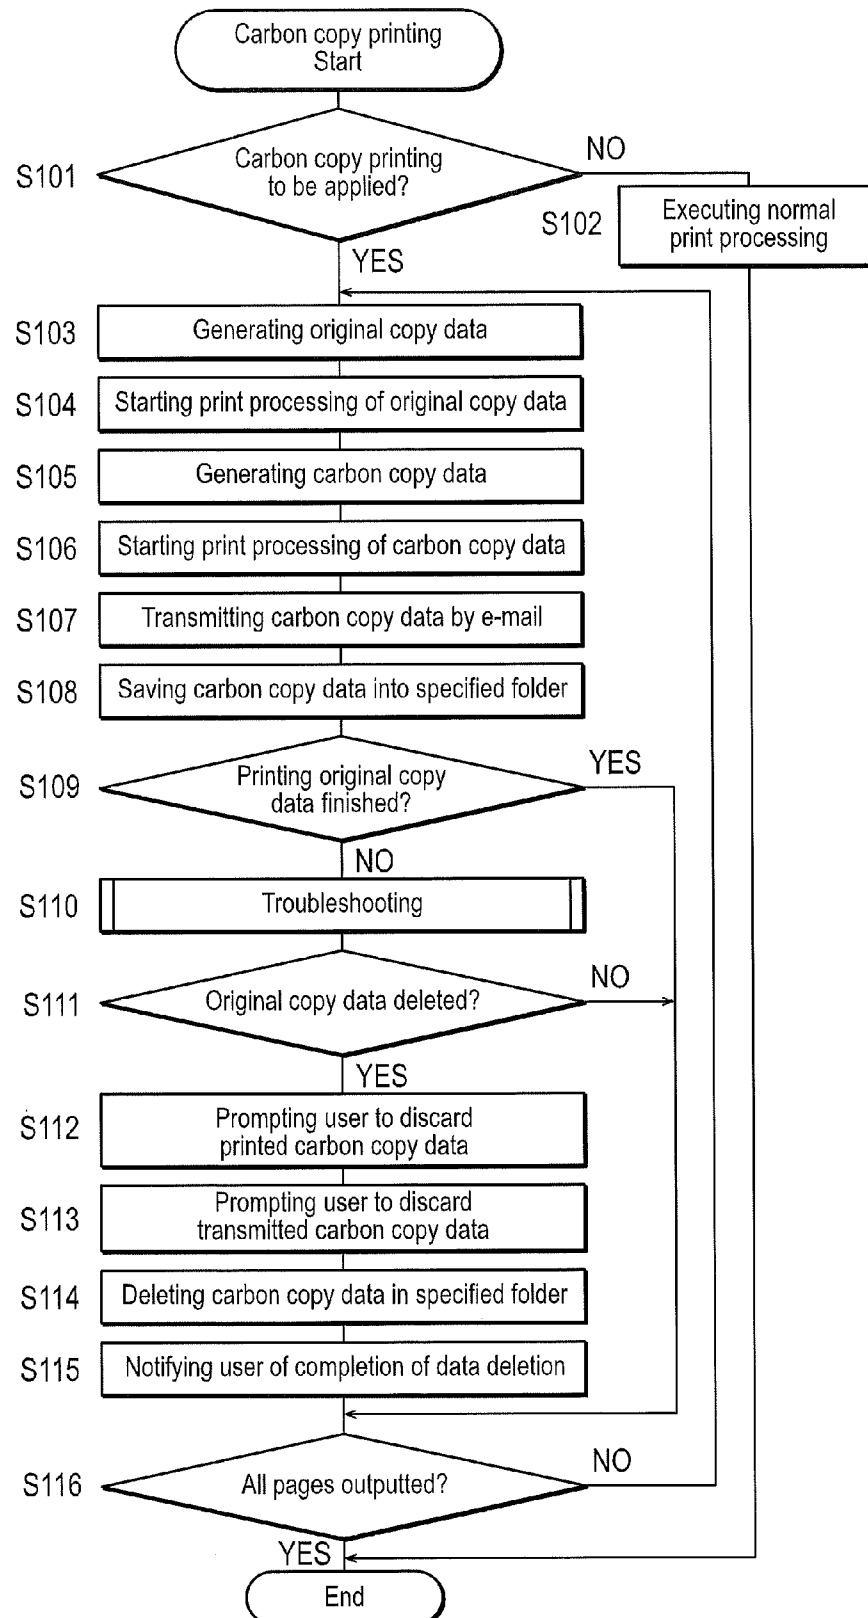 Carbon copy printing
Start
S101
Carbon copy printing
to be applied?
NO
S102
Executing normal
print processing
YES
S103
Generating original copy data
S104
Starting print processing of original copy data
S105
Generating carbon copy data
S106
Starting print processing of carbon copy data
S107
Transmitting carbon copy data by e-mail
S108
Saving carbon copy data into specified folder
S109
Printing original copy
data finished?
YES
NO
S110
Troubleshooting
S111
Original copy data deleted?
NO
YES
S112
Prompting user to discard
printed carbon copy data
S113
Prompting user to discard
transmitted carbon copy data
S114
Deleting carbon copy data in specified folder
S115
Notifying user of completion of data deletion
S116
All pages outputted?
NO
YES
End